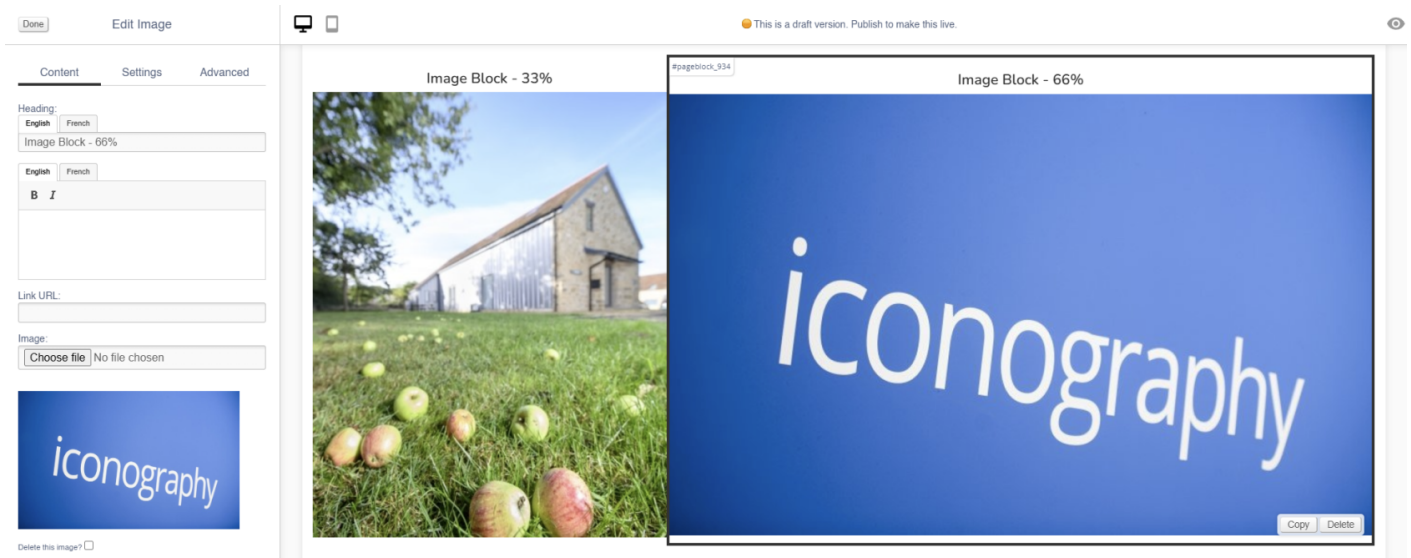 Done
Edit Image
This is a draft version. Publish to make this live.
Content
Settings
Advanced
Heading:
English
French
Image Block - 66%
English
French
B I
Link URL:
Image:
Choose file No file chosen
iconography
Delete this image?
Image Block - 33%
#pageblock_934
Image Block - 66%
iconography
Copy
Delete